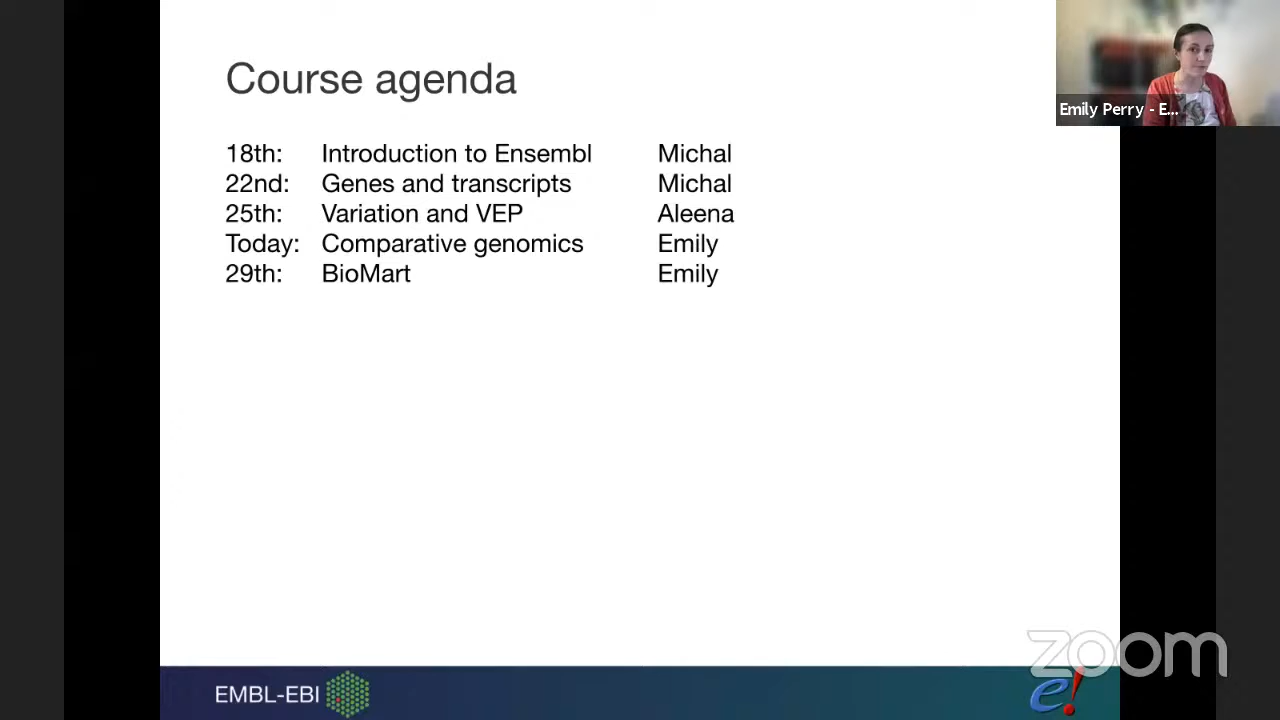 Course agenda
Emily Perry - E...
18th: Introduction to Ensembl Michal
22nd: Genes and transcripts Michal
25th: Variation and VEP Aleena
Today: Comparative genomics Emily
29th: BioMart Emily
zoom
EMBL-EBI
e!